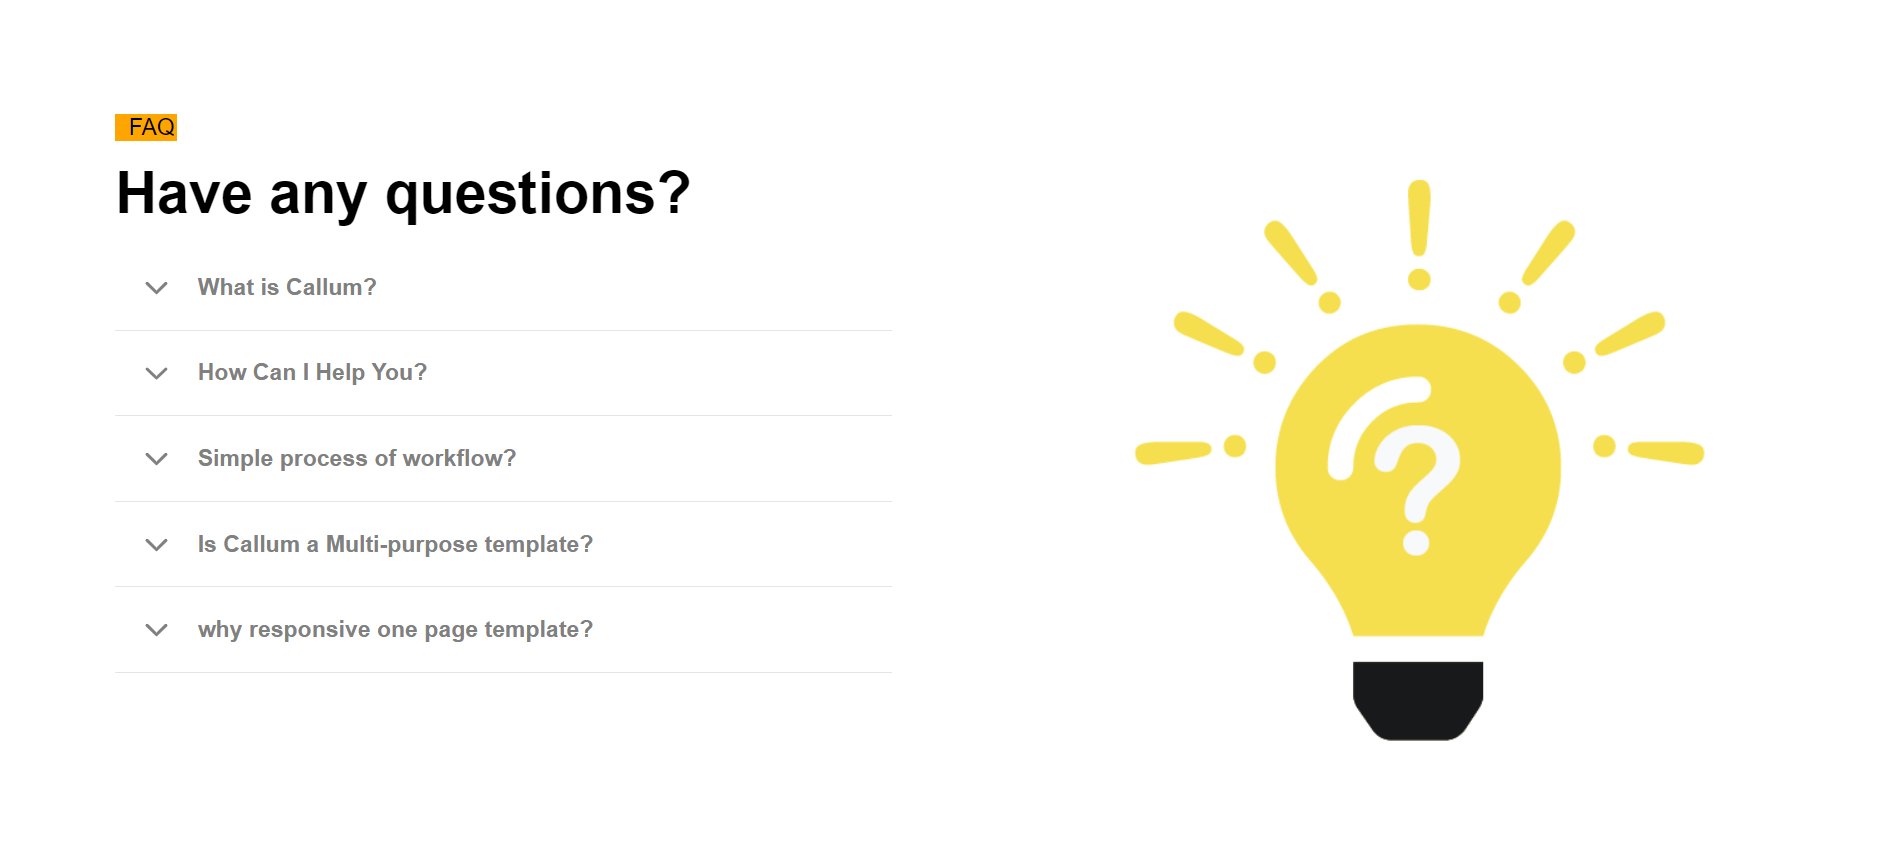 FAQ
Have any questions?
What is Callum?
How Can I Help You?
Simple process of workflow?
Is Callum a Multi-purpose template?
why responsive one page template?
?